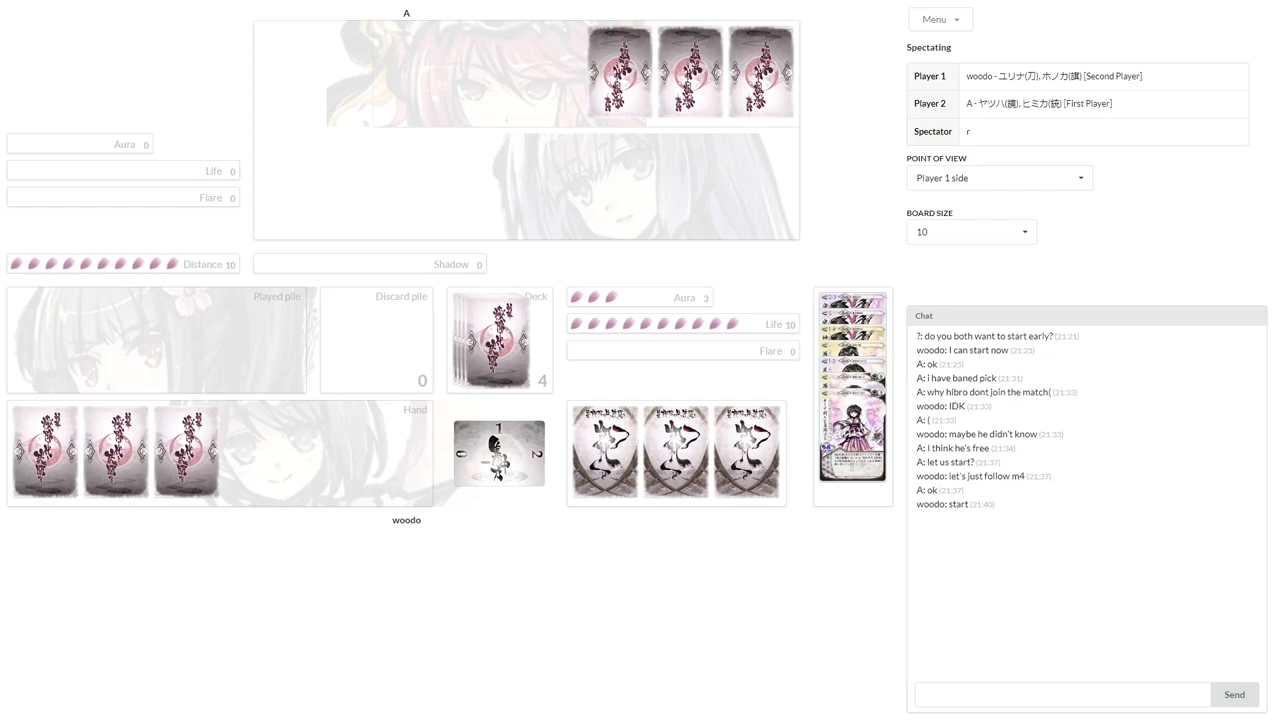 A
Aura 0
Life 0
Flare 0
Distance 10
Shadow 0
Played pile
Discard pile
0
Deck
4
Aura 3
Life 10
Flare 0
Hand
0 1 2
woodo
Menu
Spectating
Player 1 woodo - ユリナ(刀), ホノカ(旗) [Second Player]
Player 2 A - ヤツハ(鏡), ヒミカ(銃) [First Player]
Spectator r
POINT OF VIEW
Player 1 side
BOARD SIZE
10
Chat
?: do you both want to start early? (21:21)
woodo: I can start now (21:25)
A: ok (21:25)
A: i have baned pick (21:31)
A: why hibro dont join the match( (21:33)
woodo: IDK (21:33)
A: ( (21:33)
woodo: maybe he didn't know (21:33)
A: i think he's free (21:34)
A: let us start? (21:37)
woodo: let's just follow m4 (21:37)
A: ok (21:37)
woodo: start (21:40)
Send